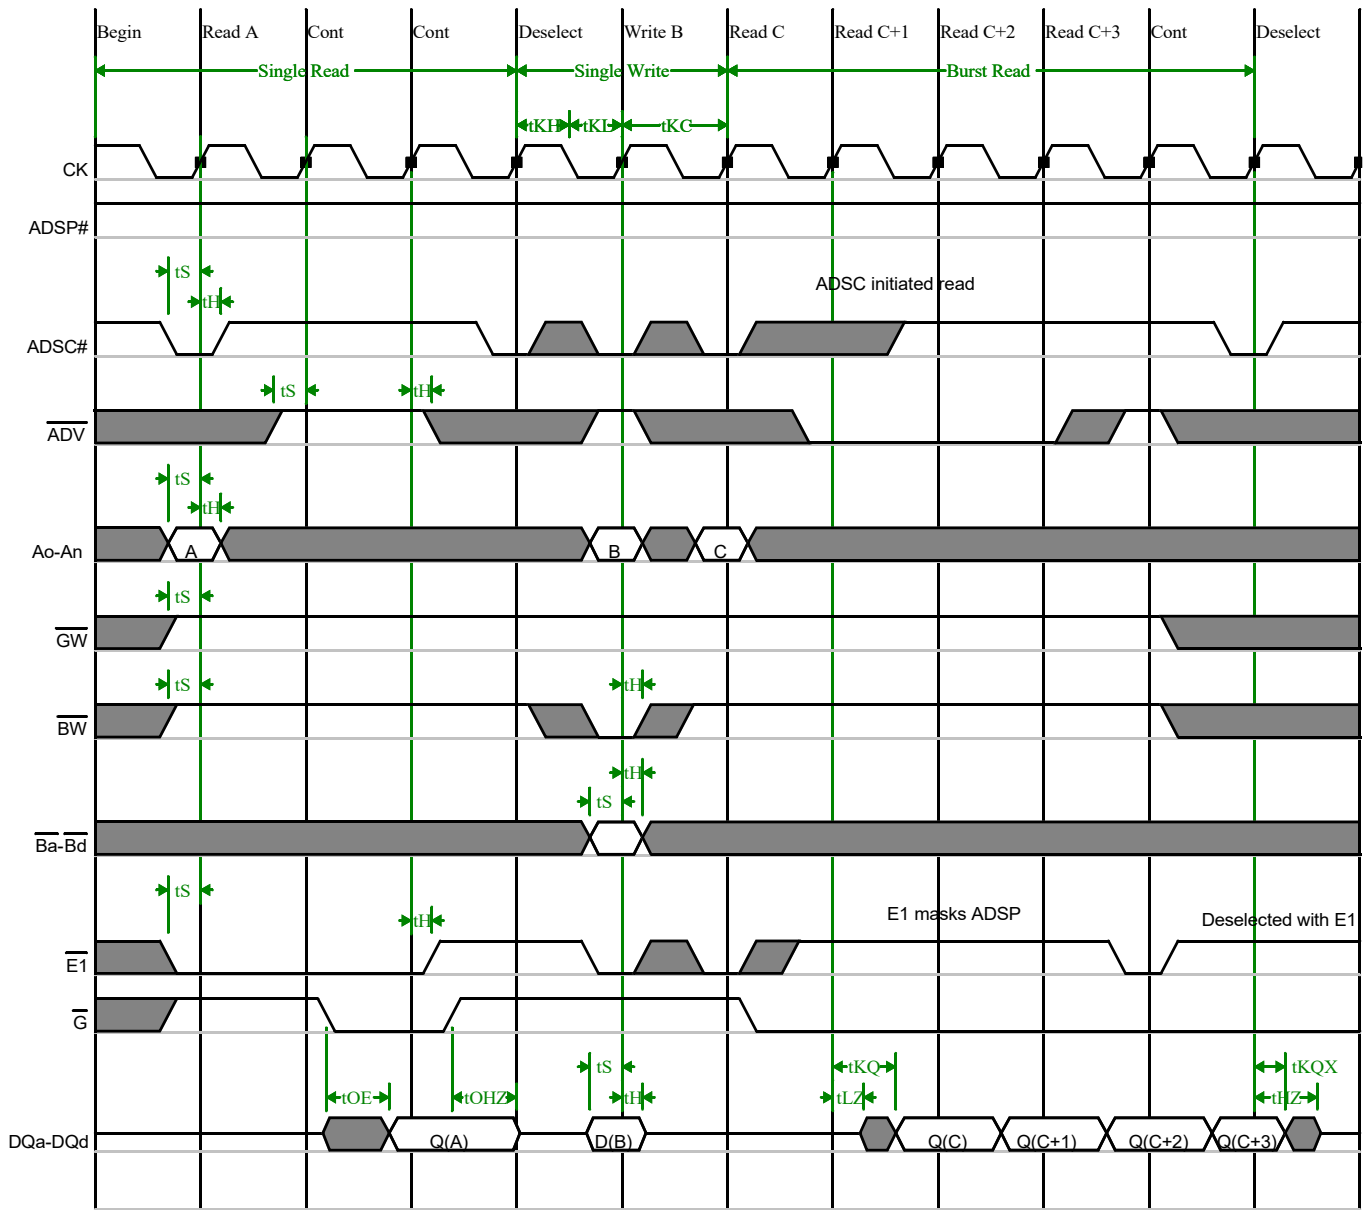 Begin Read A Cont Cont Deselect Write B Read C Read C+1 Read C+2 Read C+3 Cont Deselect
Single Read Single Write Burst Read
tKH tKL tKC
CK
ADSP#
tS
ADSC initiated read
tH
ADSC#
tS tH
ADV
tS
tH
Ao-An A B C
tS
GW
tS tH
BW
tH
tS
Ba-Bd
tS
E1 masks ADSP
Deselected with E1
tH
E1
G
tS tKQ tKQX
tOE tOHZ tH tLZ tHZ
DQa-DQd Q(A) D(B) Q(C) Q(C+1) Q(C+2) Q(C+3)